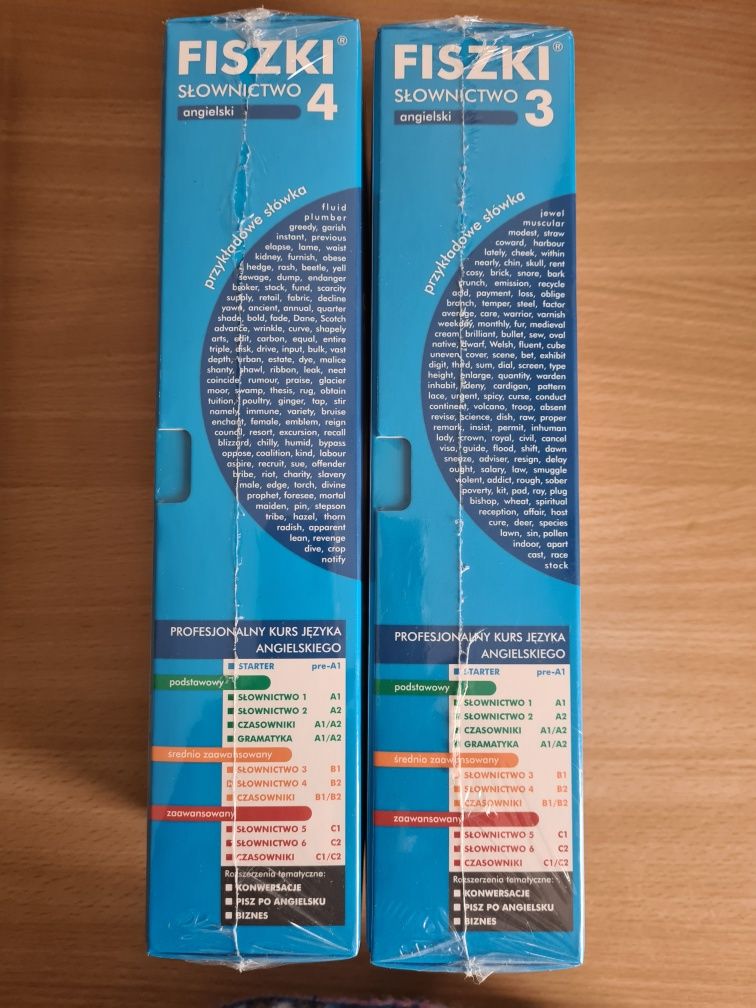 FISZKI®
SŁOWNICTWO
angielski
4
przykładowe słówka
fluid
plumber
greedy, garish
instant, previous
elapse, lame, waist
kidney, furnish, obese
hedge, rash, beetle, yell
sewage, dump, endanger
broker, stock, fund, scarcity
supply, retail, fabric, decline
yawn, ancient, annual, quarter
shade, bold, fade, Dane, Scotch
advance, wrinkle, curve, shapely
arts, edit, carbon, equal, entire
triple, disk, drive, input, bulk, vast
depth, urban, estate, dye, malice
shanty, shawl, ribbon, leak, neat
coincide, rumour, praise, glacier
moor, swamp, thesis, rug, obtain
tuition, poultry, ginger, tap, stir
namely, immune, variety, bruise
enchant, female, emblem, reign
council, resort, excursion, recall
blizzard, chilly, humid, bypass
oppose, coalition, kind, labour
aspire, recruit, sue, offender
bribe, riot, charity, slavery
male, edge, torch, divine
prophet, foresee, mortal
maiden, pin, stepson
tribe, hazel, thorn
radish, apparent
lean, revenge
dive, crop
notify
PROFESJONALNY KURS JĘZYKA
ANGIELSKIEGO
STARTER pre-A1
podstawowy
SŁOWNICTWO 1 A1
SŁOWNICTWO 2 A2
CZASOWNIKI A1/A2
GRAMATYKA A1/A2
średnio zaawansowany
SŁOWNICTWO 3 B1
SŁOWNICTWO 4 B2
CZASOWNIKI B1/B2
zaawansowany
SŁOWNICTWO 5 C1
SŁOWNICTWO 6 C2
CZASOWNIKI C1/C2
Rozszerzenia tematyczne:
KONWERSACJE
PISZ PO ANGIELSKU
BIZNES
FISZKI®
SŁOWNICTWO
angielski
3
przykładowe słówka
jewel
muscular
modest, straw
coward, harbour
lately, cheek, within
nearly, chin, skull, rent
cosy, brick, snore, bark
crunch, emission, recycle
add, payment, loss, oblige
branch, temper, steel, factor
average, care, warrior, varnish
weekday, monthly, fur, medieval
cream, brilliant, bullet, sew, oval
native, dwarf, Welsh, fluent, cube
uneven, cover, scene, bet, exhibit
digit, third, sum, dial, screen, type
height, enlarge, quantity, warden
inhabit, deny, cardigan, pattern
lace, urgent, spicy, curse, conduct
continent, volcano, troop, absent
revise, science, dish, raw, proper
remark, insist, permit, inhuman
lady, crown, royal, civil, cancel
visa, guide, flood, shift, dawn
sneeze, adviser, resign, delay
ought, salary, law, smuggle
violent, addict, rough, sober
poverty, kit, pad, ray, plug
bishop, wheat, spiritual
reception, affair, host
cure, deer, species
lawn, sin, pollen
indoor, apart
cast, race
stock
PROFESJONALNY KURS JĘZYKA
ANGIELSKIEGO
STARTER pre-A1
podstawowy
SŁOWNICTWO 1 A1
SŁOWNICTWO 2 A2
CZASOWNIKI A1/A2
GRAMATYKA A1/A2
średnio zaawansowany
SŁOWNICTWO 3 B1
SŁOWNICTWO 4 B2
CZASOWNIKI B1/B2
zaawansowany
SŁOWNICTWO 5 C1
SŁOWNICTWO 6 C2
CZASOWNIKI C1/C2
Rozszerzenia tematyczne:
KONWERSACJE
PISZ PO ANGIELSKU
BIZNES